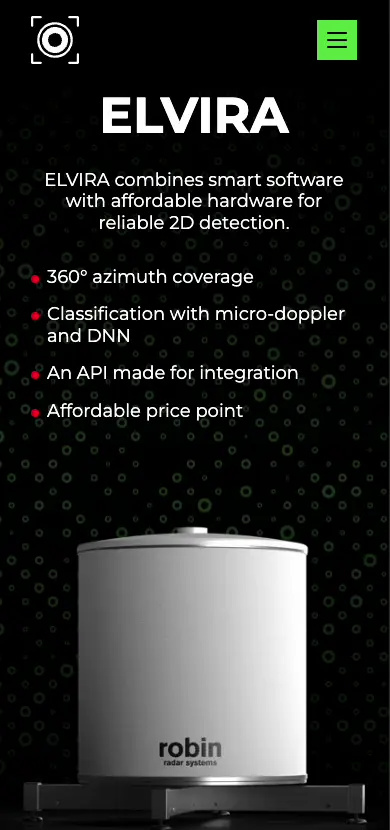 ELVIRA
ELVIRA combines smart software
with affordable hardware for
reliable 2D detection.
360° azimuth coverage
Classification with micro-doppler
and DNN
An API made for integration
Affordable price point
robin
radar systems